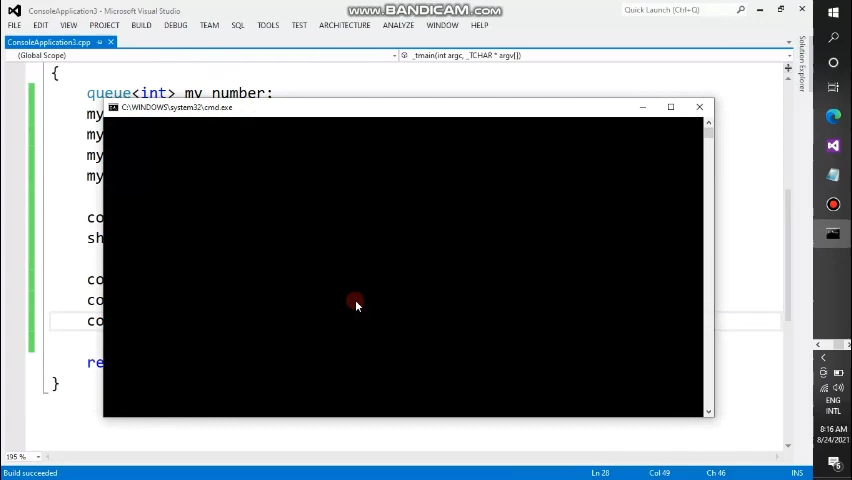 ConsoleApplication3 - Microsoft Visual Studio
www.BANDICAM.com
Quick Launch (Ctrl+Q)
FILE EDIT VIEW PROJECT BUILD DEBUG TEAM SQL TOOLS TEST ARCHITECTURE ANALYZE WINDOW HELP
ConsoleApplication3.cpp
(Global Scope)
_tmain(int argc, _TCHAR * argv[])
Solution Explorer
{
queue<int> my_number;
C:\WINDOWS\system32\cmd.exe
my
my
my
my
co
sh
co
co
co
re
}
195 %
Build succeeded
Ln 28 Col 49 Ch 46 INS
ENG
INTL
8:16 AM
8/24/2021